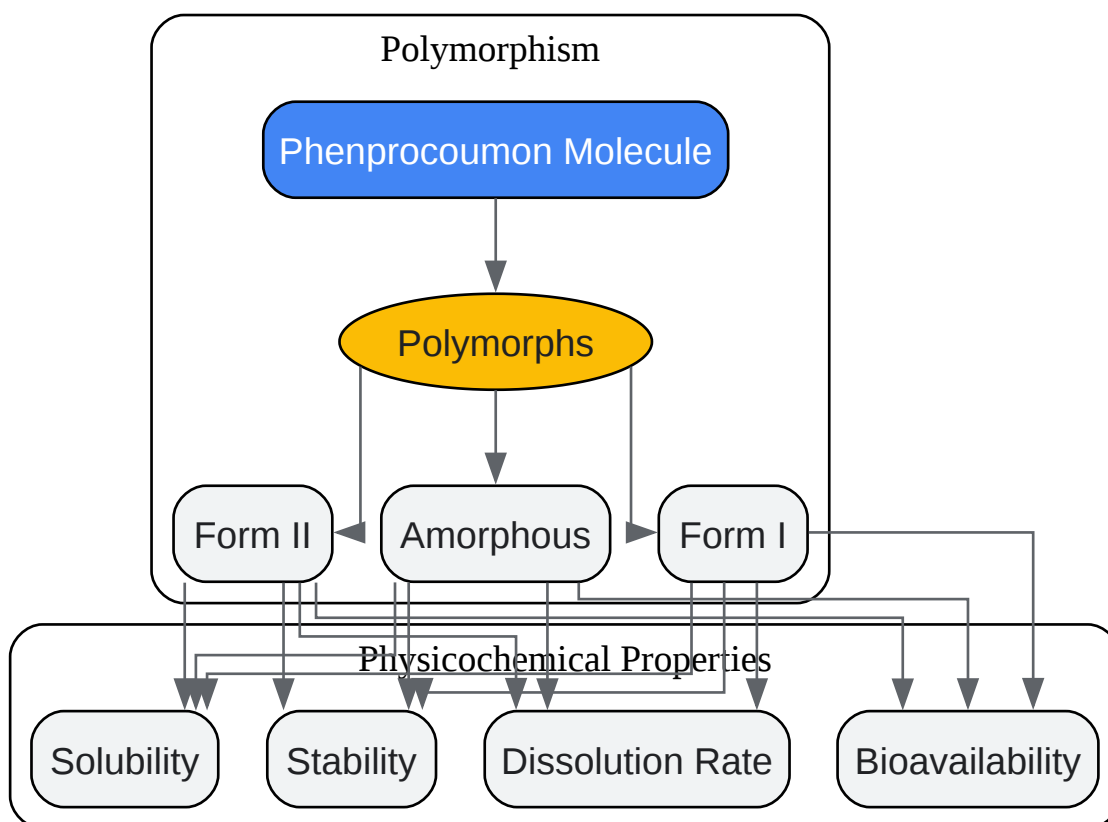 Polymorphism
Phenprocoumon Molecule
Polymorphs
Form II
Amorphous
Form I
Physicochemical Properties
Solubility
Stability
Dissolution Rate
Bioavailability